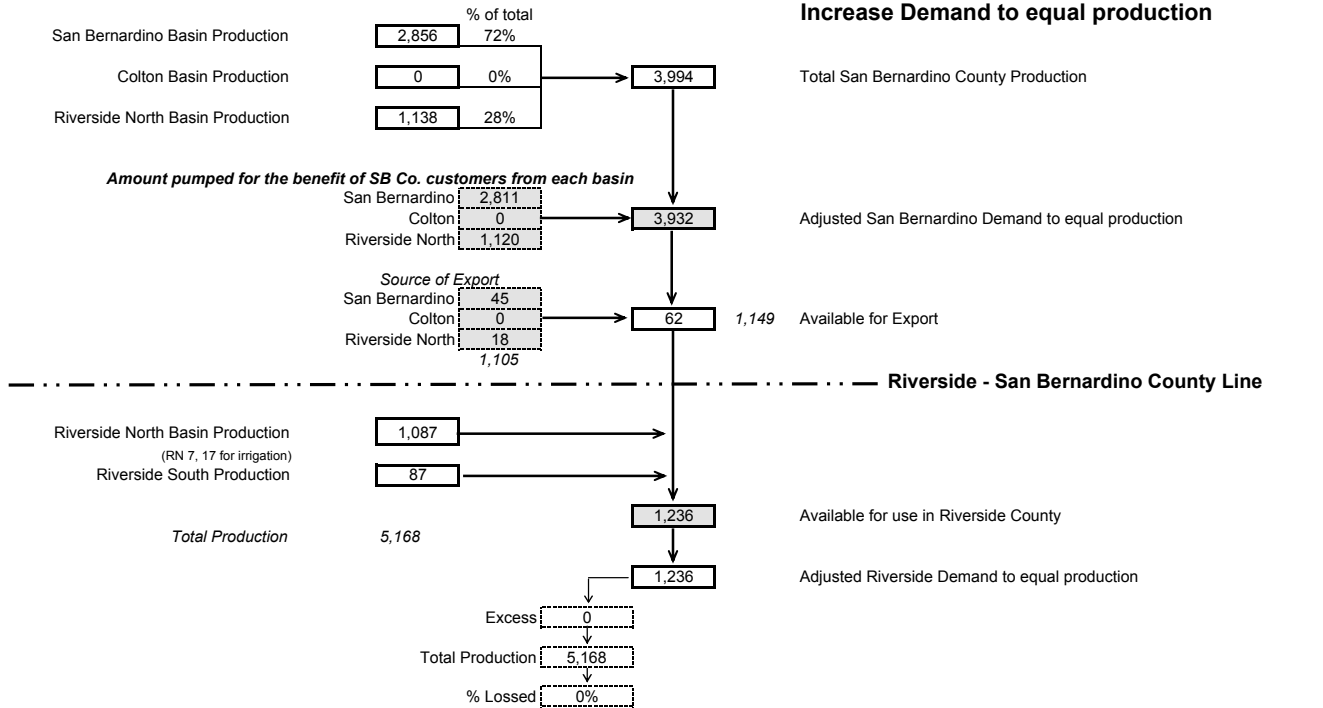 % of total
Increase Demand to equal production
San Bernardino Basin Production 2,856 72%
Colton Basin Production 0 0% 3,994 Total San Bernardino County Production
Riverside North Basin Production 1,138 28%
Amount pumped for the benefit of SB Co. customers from each basin
San Bernardino 2,811
Colton 0 3,932 Adjusted San Bernardino Demand to equal production
Riverside North 1,120
Source of Export
San Bernardino 45
Colton 0 62 1,149 Available for Export
Riverside North 18
1,105
Riverside - San Bernardino County Line
Riverside North Basin Production 1,087
(RN 7, 17 for irrigation)
Riverside South Production 87
1,236 Available for use in Riverside County
Total Production 5,168
1,236 Adjusted Riverside Demand to equal production
Excess 0
Total Production 5,168
% Lossed 0%